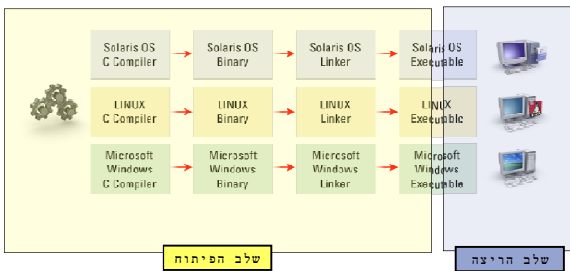 Solaris OS
C Compiler
Solaris OS
Binary
Solaris OS
Linker
Solaris OS
Executable
LINUX
C Compiler
LINUX
Binary
LINUX
Linker
LINUX
Executable
Microsoft
Windows
C Compiler
Microsoft
Windows
Binary
Microsoft
Windows
Linker
Microsoft
Windows
Executable
שלב הפיתוח
שלב הריצה